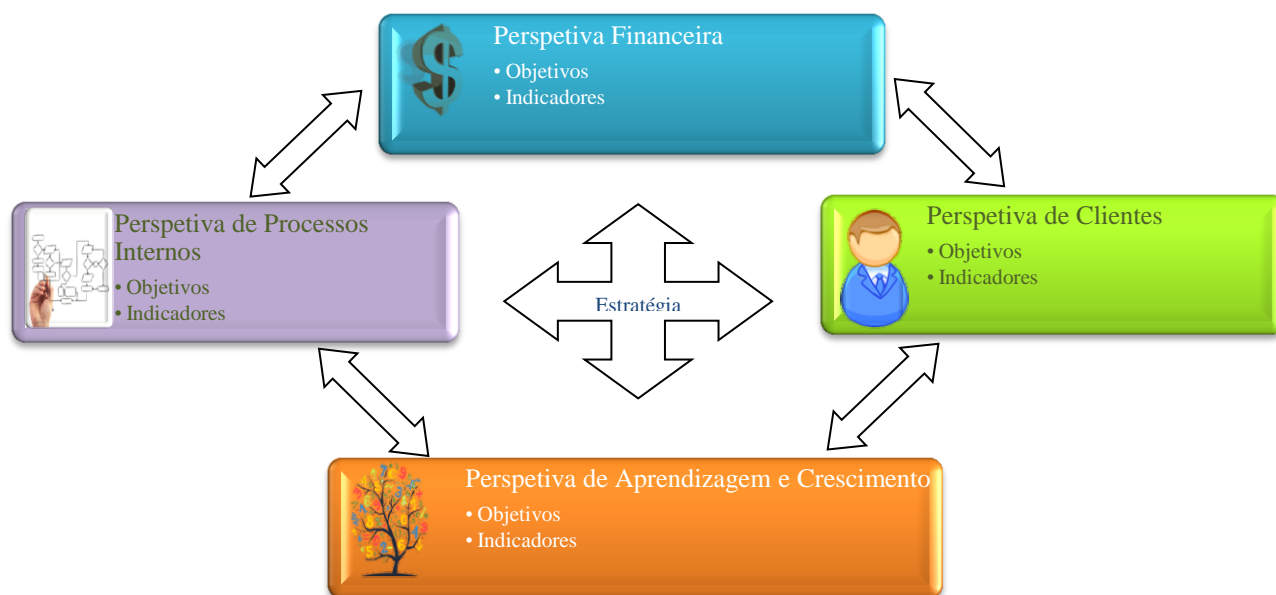 Perspetiva Financeira
• Objetivos
• Indicadores
Perspetiva de Processos
Internos
• Objetivos
• Indicadores
Estratégia
Perspetiva de Clientes
• Objetivos
• Indicadores
Perspetiva de Aprendizagem e Crescimento
• Objetivos
• Indicadores